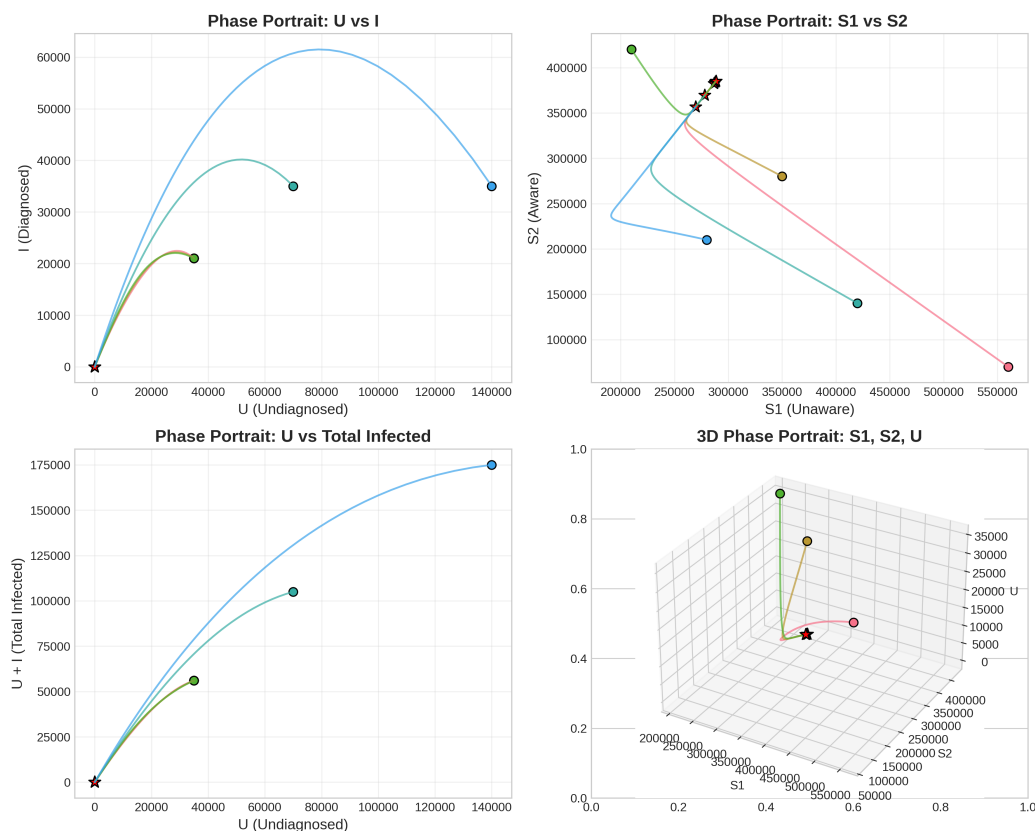 Phase Portrait: U vs I
I (Diagnosed)
60000
50000
40000
30000
20000
10000
0
0 20000 40000 60000 80000 100000 120000 140000
U (Undiagnosed)
Phase Portrait: S1 vs S2
S2 (Aware)
400000
350000
300000
250000
200000
150000
100000
200000 250000 300000 350000 400000 450000 500000 550000
S1 (Unaware)
Phase Portrait: U vs Total Infected
U + I (Total Infected)
175000
150000
125000
100000
75000
50000
25000
0
0 20000 40000 60000 80000 100000 120000 140000
U (Undiagnosed)
3D Phase Portrait: S1, S2, U
1.0
0.8
0.6
0.4
0.2
0.0
0.0 0.2 0.4 0.6 0.8 1.0
35000
30000
25000
20000 U
15000
10000
5000
0
400000
350000
300000
250000
200000 S2
150000
100000
50000
200000
250000
300000
350000
400000
450000
500000
550000
S1